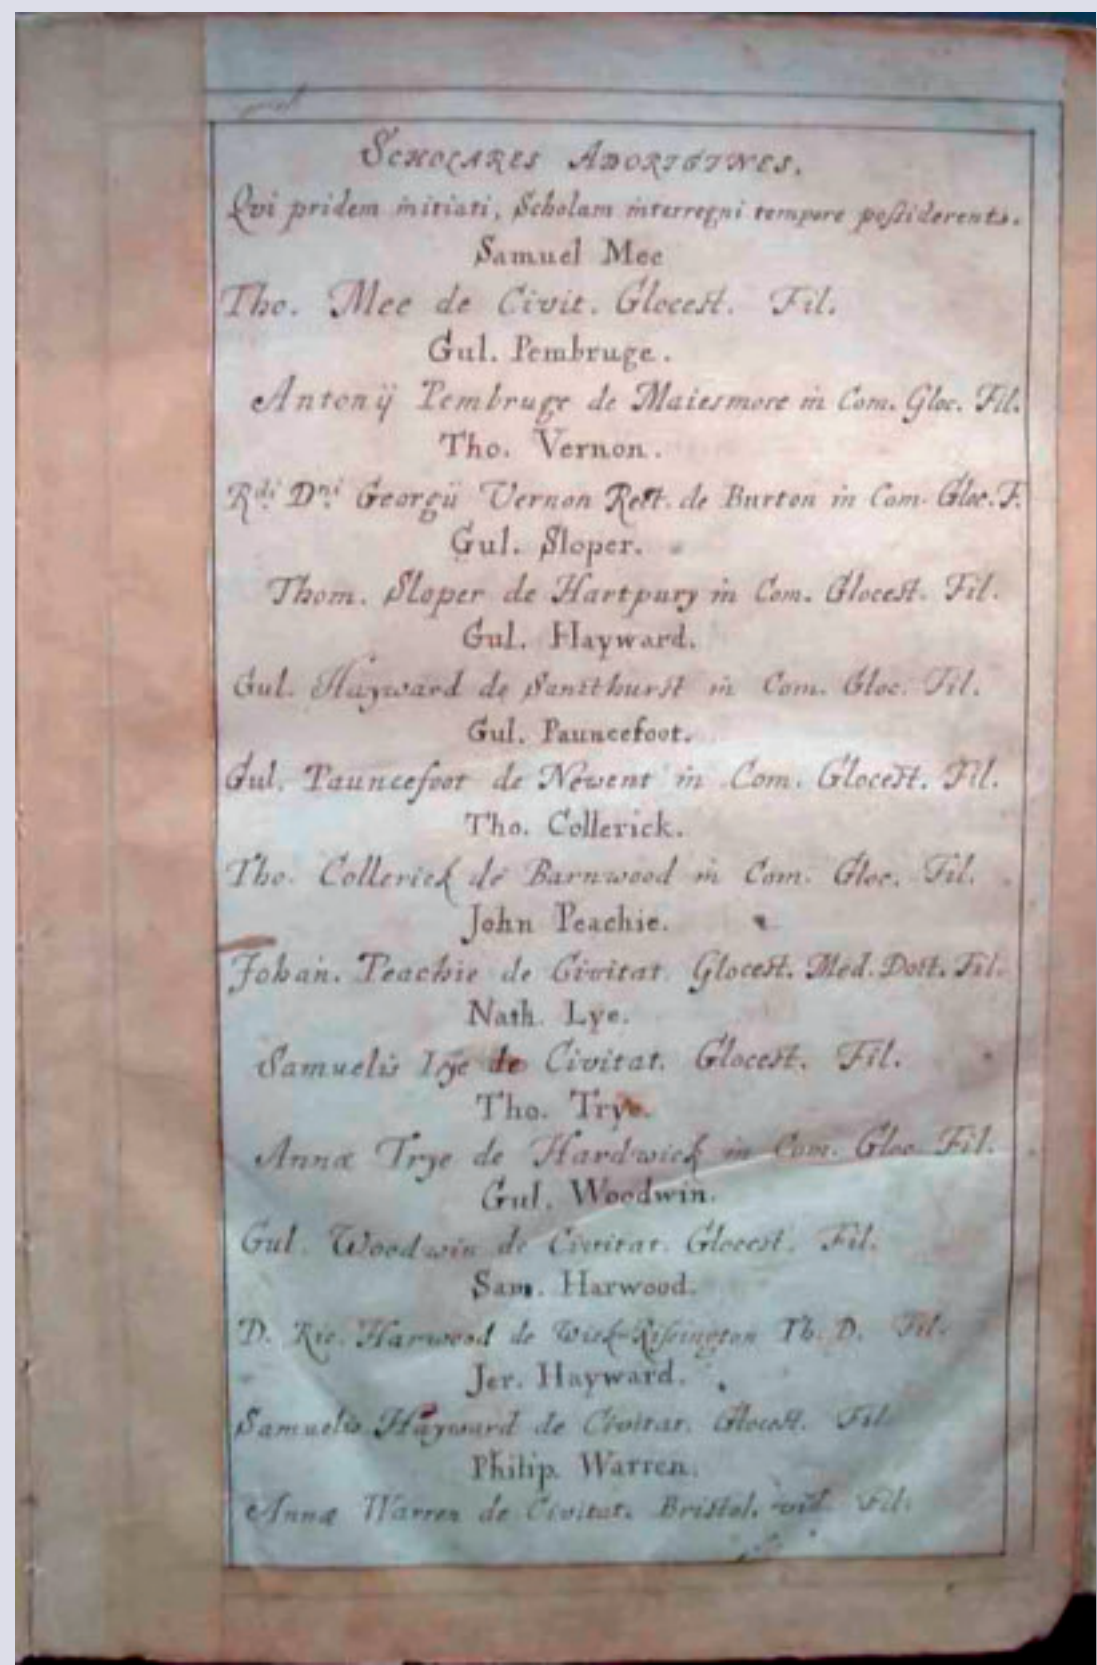 Scholares Aborigines.
Qvi pridem initiati, Scholam interregni tempore possiderents.
Samuel Mee
Tho. Mee de Civit. Glocest. Fil.
Gul. Pembruge.
Antonij Pembruge de Maiesmore in Com. Gloc. Fil.
Tho. Vernon.
Rdi. Dni. Georgii Vernon Rect. de Burton in Com. Gloc. F.
Gul. Sloper.
Thom. Sloper de Hartpury in Com. Glocest. Fil.
Gul. Hayward.
Gul. Hayward de Sandthurst in Com. Gloc. Fil.
Gul. Pauncefoot.
Gul. Pauncefoot de Newent in Com. Glocest. Fil.
Tho. Collerick.
Tho. Collerick de Barnwood in Com. Gloc. Fil.
John Peachie.
Johan. Peachie de Civitat. Glocest. Med. Doct. Fil.
Nath. Lye.
Samuelis Lye de Civitat. Glocest. Fil.
Tho. Trye.
Annæ Trye de Hardwick in Com. Gloc. Fil.
Gul. Woodwin.
Gul. Woodwin de Civitat. Glocest. Fil.
Sam. Harwood.
D. Ric. Harwood de Wick-Rissington Th. D. Fil.
Jer. Hayward.
Samuelis Hayward de Civitat. Glocest. Fil.
Philip. Warren.
Annæ Warren de Civitat. Bristol. vid. Fil.